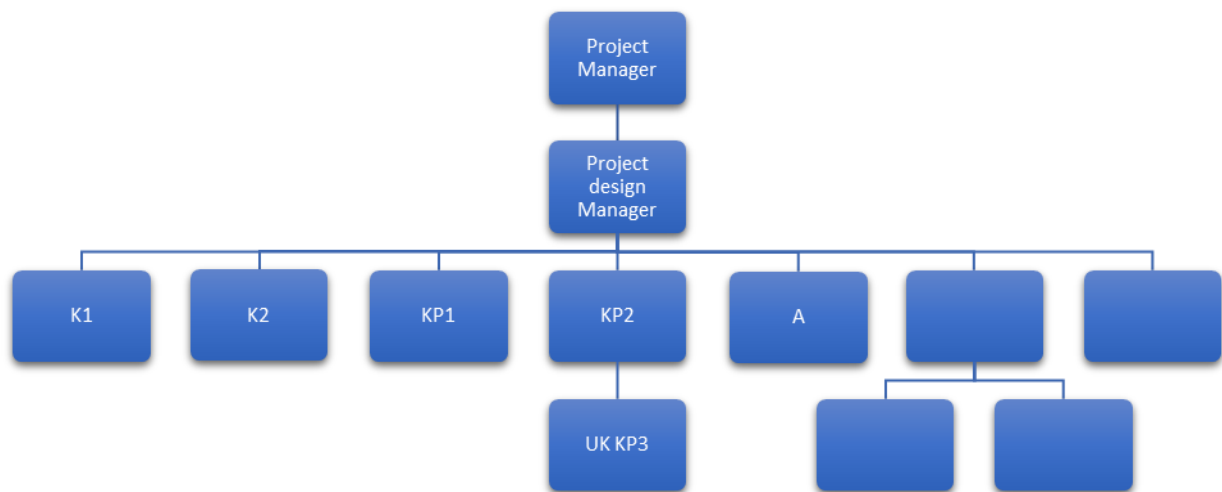 Project
Manager
Project
design
Manager
K1
K2
KP1
KP2
A
UK KP3